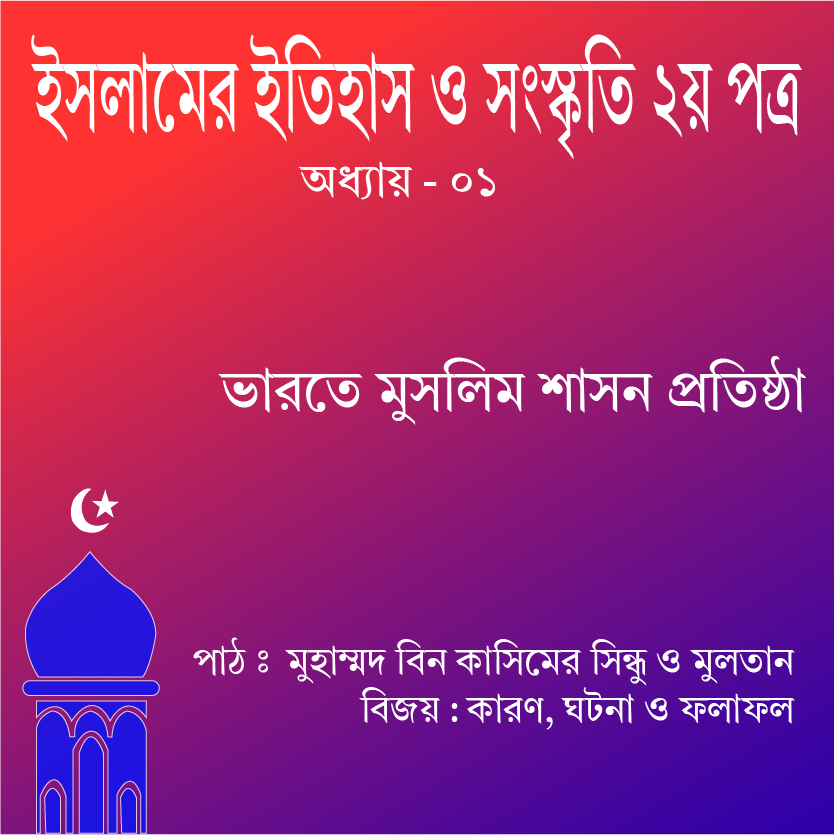 ইসলামের ইতিহাস ও সংস্কৃতি ২য় পত্র
অধ্যায় - ০১
ভারতে মুসলিম শাসন প্রতিষ্ঠা
পাঠ ঃ মুহাম্মদ বিন কাসিমের সিন্ধু ও মুলতান
বিজয় : কারণ, ঘটনা ও ফলাফল